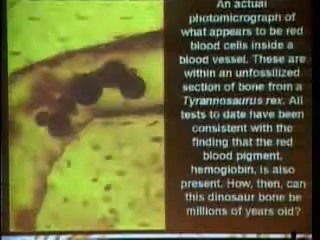 An actual
photomicrograph of
what appears to be red
blood cells inside a
blood vessel. These are
within an unfossilized
section of bone from a
Tyrannosaurus rex. All
tests to date have been
consistent with the
finding that the red
blood pigment,
hemoglobin, is also
present. How, then, can
this dinosaur bone be
millions of years old?